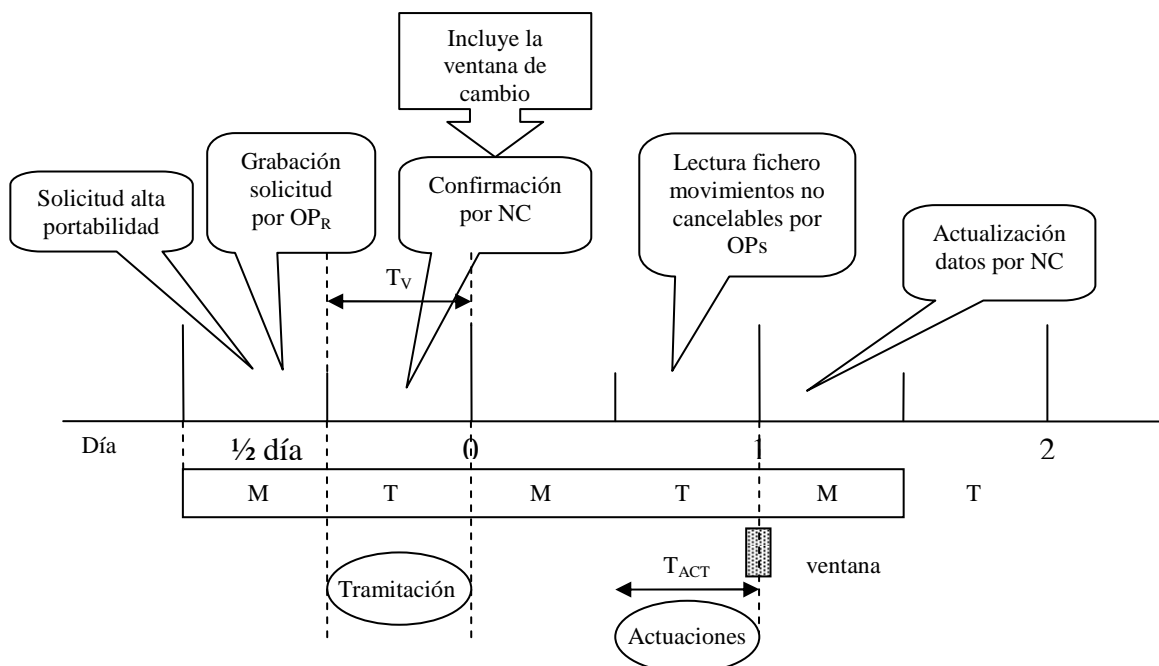 Incluye la
ventana de
cambio
Grabación
solicitud
por OP_R
Confirmación
por NC
Lectura fichero
movimientos no
cancelables por
OPs
Solicitud alta
portabilidad
Actualización
datos por NC
T_V
Día
½ día
0
1
2
M
T
M
T
M
T
Tramitación
T_ACT
ventana
Actuaciones